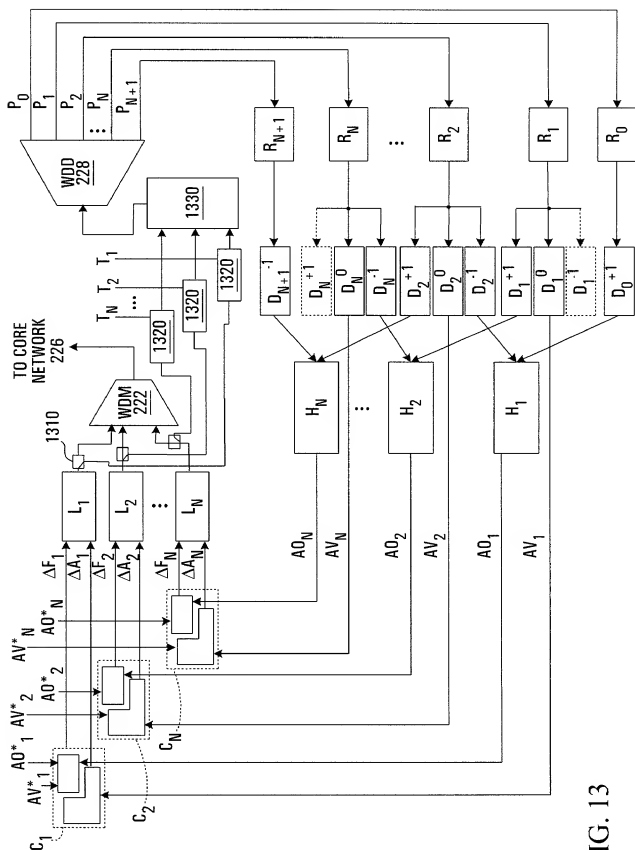 P0
P1
P2
⋮
PN
PN+1
WDD
228
1330
T1
T2
⋮
TN
1320
1320
1320
TO CORE
NETWORK
226
WDM
222
1310
L1
L2
⋮
LN
ΔF1
ΔA1
ΔF2
ΔA2
ΔFN
ΔAN
AO*N
AV*N
AO*2
AV*2
AO*1
AV*1
C1
C2
CN
RN+1
RN
...
R2
R1
R0
DN+1-1
DN+1
DN0
DN-1
D2+1
D20
D2-1
D1+1
D10
D1-1
D0+1
HN
...
H2
H1
AON
AVN
AO2
AV2
AO1
AV1
IG. 13